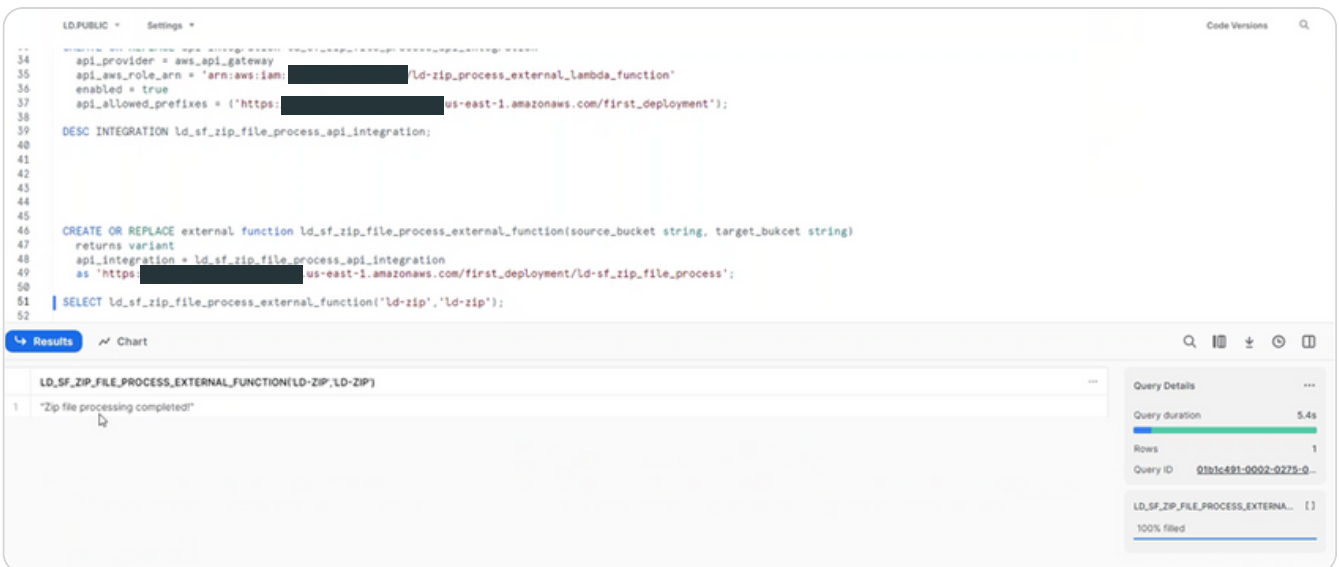 LD.PUBLIC
Settings
Code Versions
34 api_provider = aws_api_gateway
35 api_aws_role_arn = 'arn:aws:iam: /ld-zip_process_external_lambda_function'
36 enabled = true
37 api_allowed_prefixes = ('https: us-east-1.amazonaws.com/first_deployment');
38
39 DESC INTEGRATION ld_sf_zip_file_process_api_integration;
40
41
42
43
44
45
46 CREATE OR REPLACE external function ld_sf_zip_file_process_external_function(source_bucket string, target_bukcet string)
47 returns variant
48 api_integration = ld_sf_zip_file_process_api_integration
49 as 'https: .us-east-1.amazonaws.com/first_deployment/ld-sf_zip_file_process';
50
51 SELECT ld_sf_zip_file_process_external_function('ld-zip','ld-zip');
52
Results
Chart
LD_SF_ZIP_FILE_PROCESS_EXTERNAL_FUNCTION('LD-ZIP','LD-ZIP')
1 "Zip file processing completed!"
Query Details
Query duration 5.4s
Rows 1
Query ID 01b1c491-0002-0275-0...
LD_SF_ZIP_FILE_PROCESS_EXTERNA...
100% filled